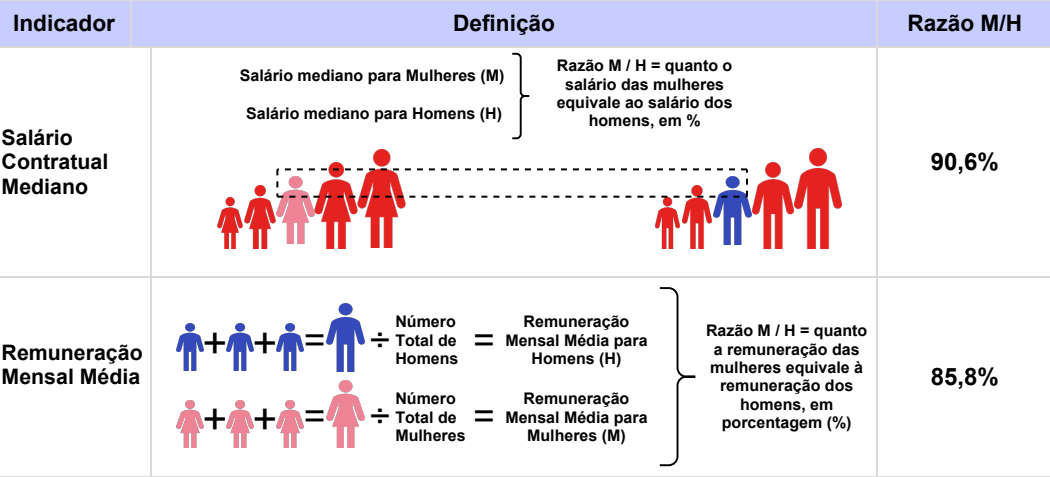 Indicador
Definição
Razão M/H
Salário
Contratual
Mediano
Salário mediano para Mulheres (M)
Salário mediano para Homens (H)
Razão M / H = quanto o
salário das mulheres
equivale ao salário dos
homens, em %
90,6%
Remuneração
Mensal Média
+ + = ÷
Número
Total de
Homens
=
Remuneração
Mensal Média para
Homens (H)
+ + = ÷
Número
Total de
Mulheres
=
Remuneração
Mensal Média para
Mulheres (M)
Razão M / H = quanto
a remuneração das
mulheres equivale à
remuneração dos
homens, em
porcentagem (%)
85,8%